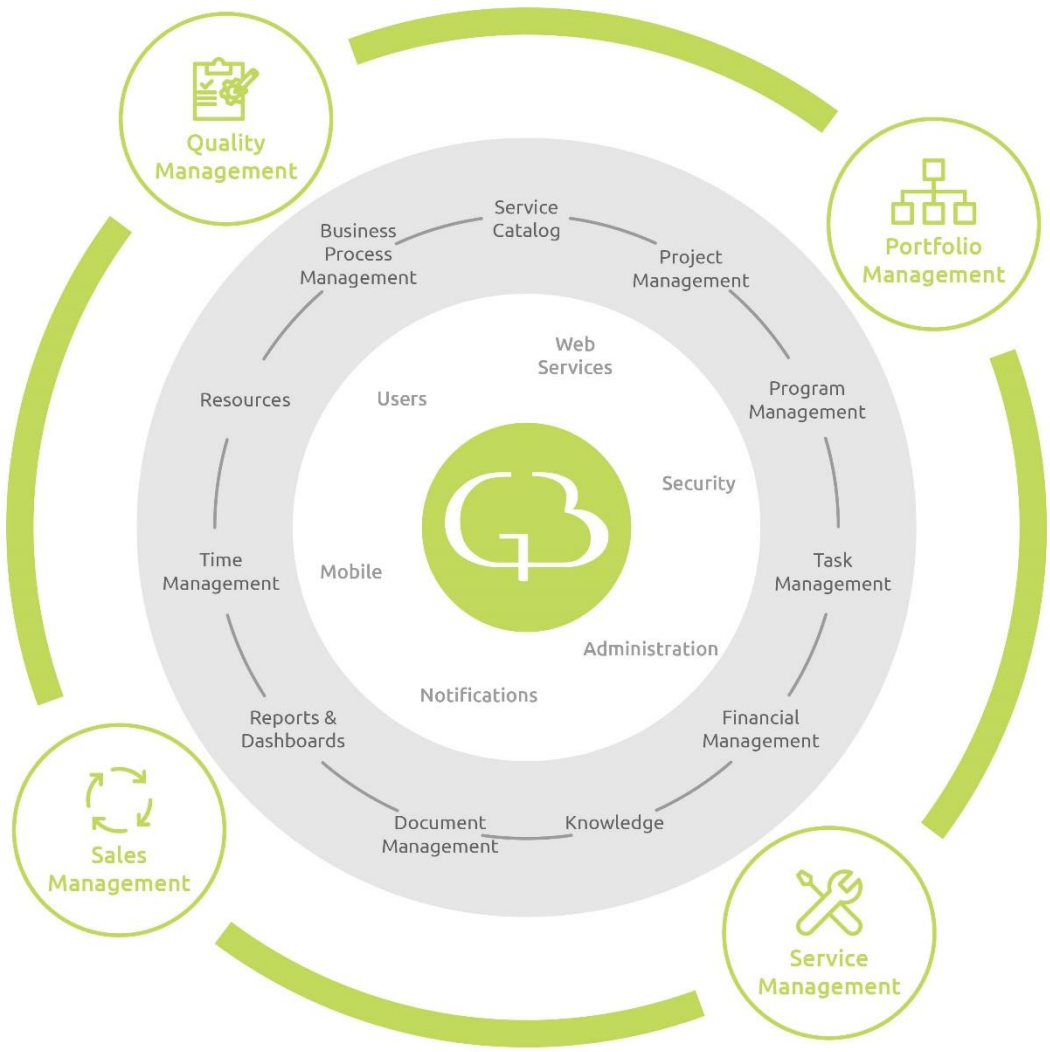 Quality
Management
Portfolio
Management
Service
Management
Sales
Management
Service
Catalog
Project
Management
Program
Management
Task
Management
Financial
Management
Knowledge
Document
Management
Reports &
Dashboards
Time
Management
Resources
Business
Process
Management
Web
Services
Security
Administration
Notifications
Mobile
Users
GB